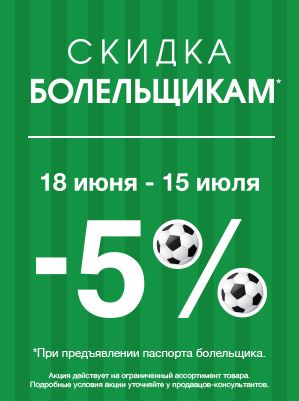 СКИДКА
БОЛЕЛЬЩИКАМ*
18 июня - 15 июля
-5%
*При предъявлении паспорта болельщика.
Акция действует на ограниченный ассортимент товара.
Подробные условия акции уточняйте у продавцов-консультантов.